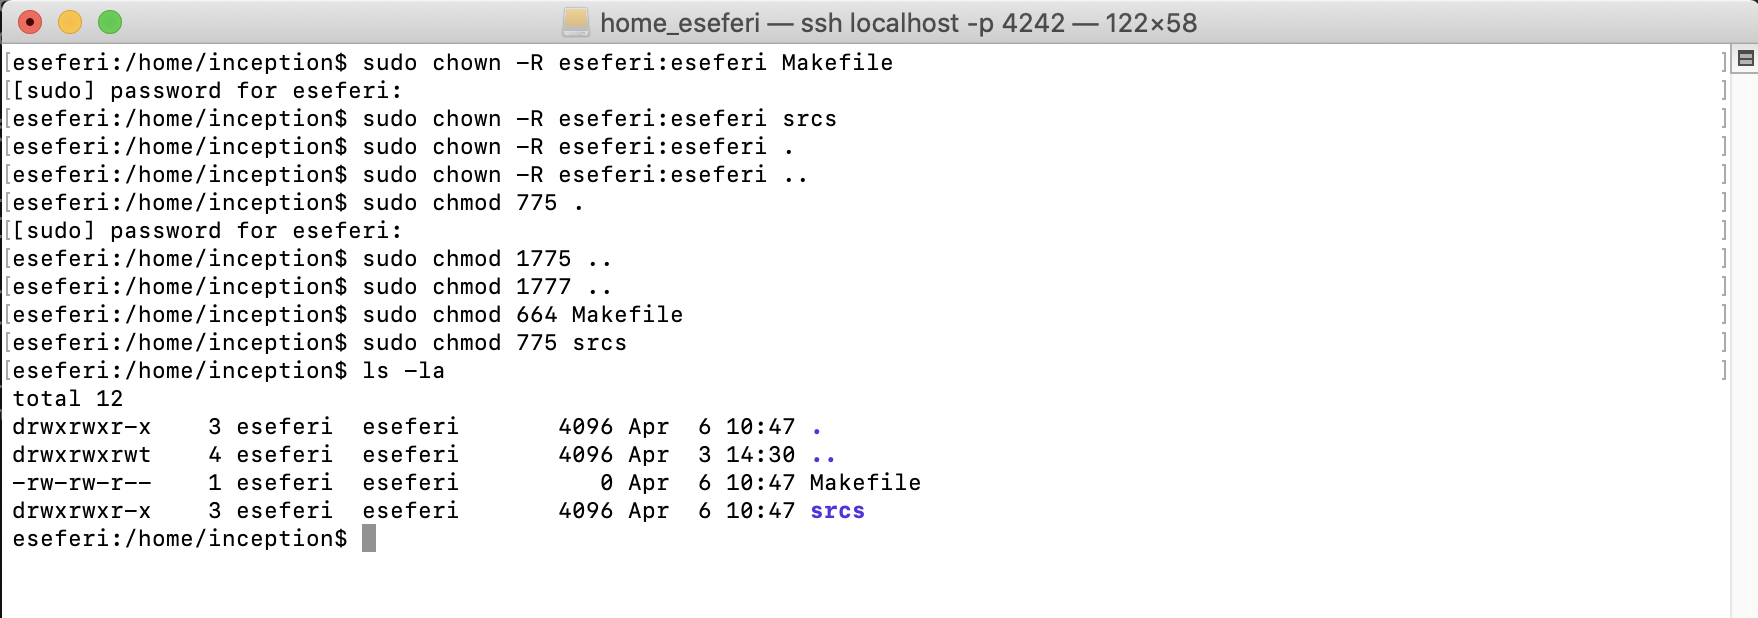 home_eseferi — ssh localhost -p 4242 — 122×58
[eseferi:/home/inception$ sudo chown -R eseferi:eseferi Makefile ]
[[sudo] password for eseferi: ]
[eseferi:/home/inception$ sudo chown -R eseferi:eseferi srcs ]
[eseferi:/home/inception$ sudo chown -R eseferi:eseferi . ]
[eseferi:/home/inception$ sudo chown -R eseferi:eseferi .. ]
[eseferi:/home/inception$ sudo chmod 775 . ]
[[sudo] password for eseferi: ]
[eseferi:/home/inception$ sudo chmod 1775 .. ]
[eseferi:/home/inception$ sudo chmod 1777 .. ]
[eseferi:/home/inception$ sudo chmod 664 Makefile ]
[eseferi:/home/inception$ sudo chmod 775 srcs ]
[eseferi:/home/inception$ ls -la ]
total 12
drwxrwxr-x    3 eseferi  eseferi       4096 Apr  6 10:47 .
drwxrwxrwt    4 eseferi  eseferi       4096 Apr  3 14:30 ..
-rw-rw-r--    1 eseferi  eseferi          0 Apr  6 10:47 Makefile
drwxrwxr-x    3 eseferi  eseferi       4096 Apr  6 10:47 srcs
eseferi:/home/inception$